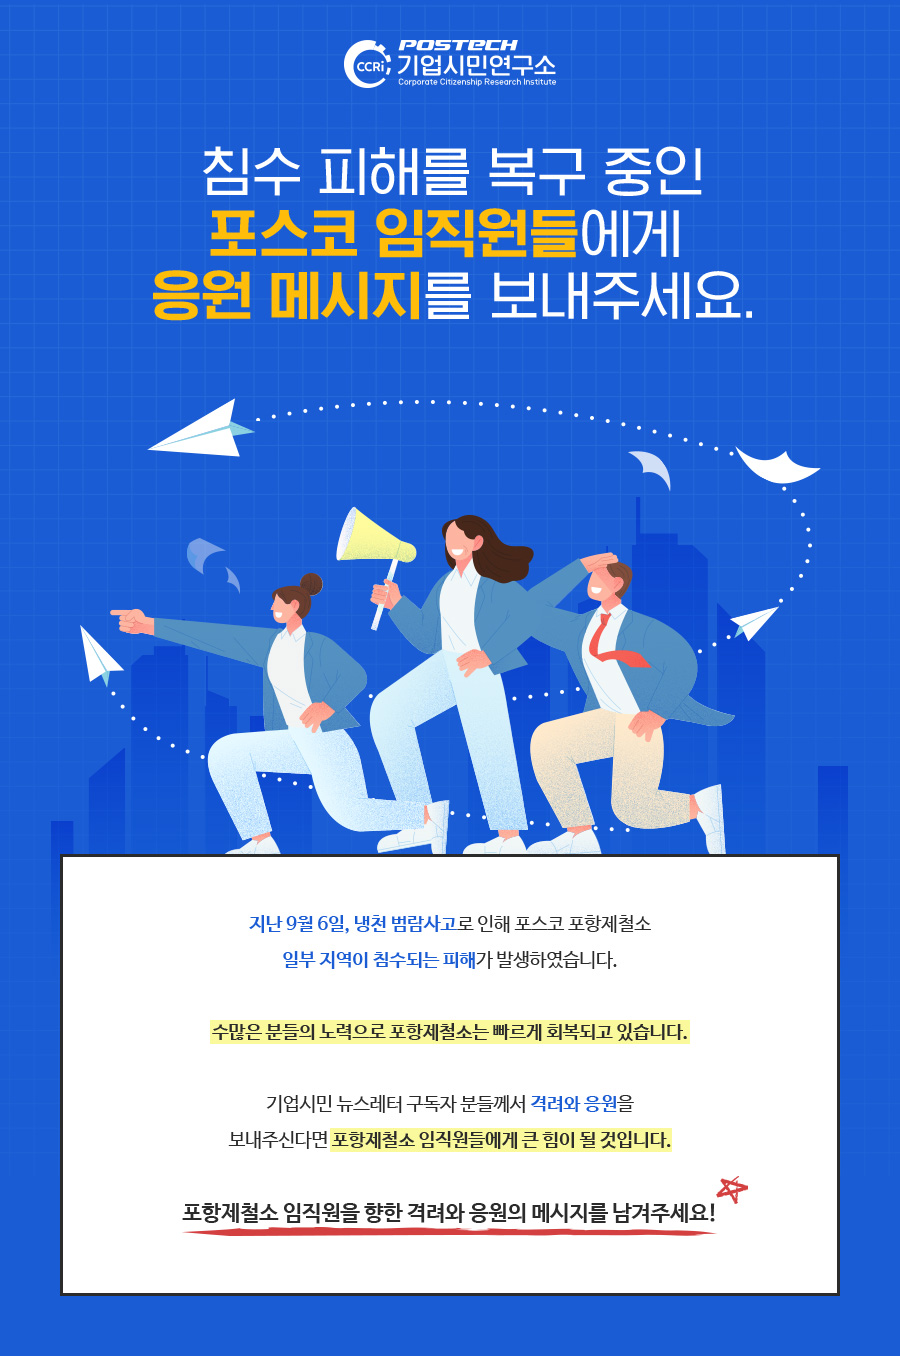 CCRi
POSTECH
기업시민연구소
Corporate Citizenship Research Institute
침수 피해를 복구 중인
포스코 임직원들에게
응원 메시지를 보내주세요.
지난 9월 6일, 냉천 범람사고로 인해 포스코 포항제철소
일부 지역이 침수되는 피해가 발생하였습니다.
수많은 분들의 노력으로 포항제철소는 빠르게 회복되고 있습니다.
기업시민 뉴스레터 구독자 분들께서 격려와 응원을
보내주신다면 포항제철소 임직원들에게 큰 힘이 될 것입니다.
포항제철소 임직원을 향한 격려와 응원의 메시지를 남겨주세요!